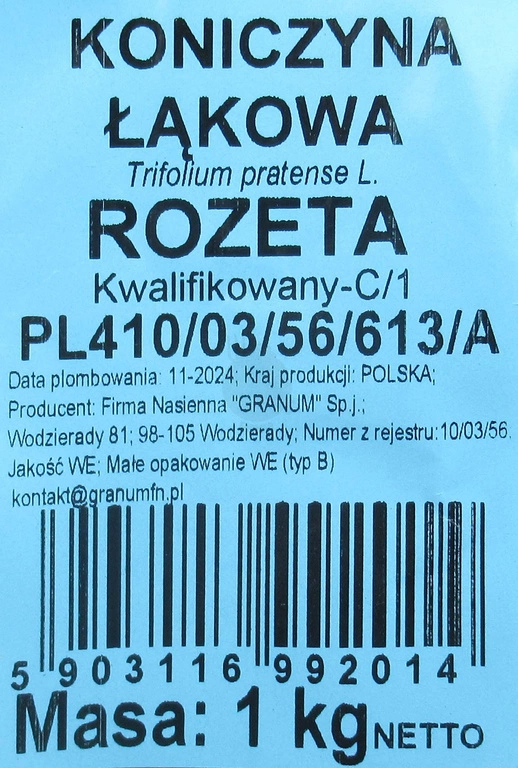 KONICZYNA
ŁĄKOWA
Trifolium pratense L.
ROZETA
Kwalifikowany-C/1
PL410/03/56/613/A
Data plombowania: 11-2024; Kraj produkcji: POLSKA;
Producent: Firma Nasienna "GRANUM" Sp.j.;
Wodzierady 81; 98-105 Wodzierady; Numer z rejestru:10/03/56.
Jakość WE; Małe opakowanie WE (typ B)
kontakt@granumfn.pl
5 903116 992014
Masa: 1 kg NETTO